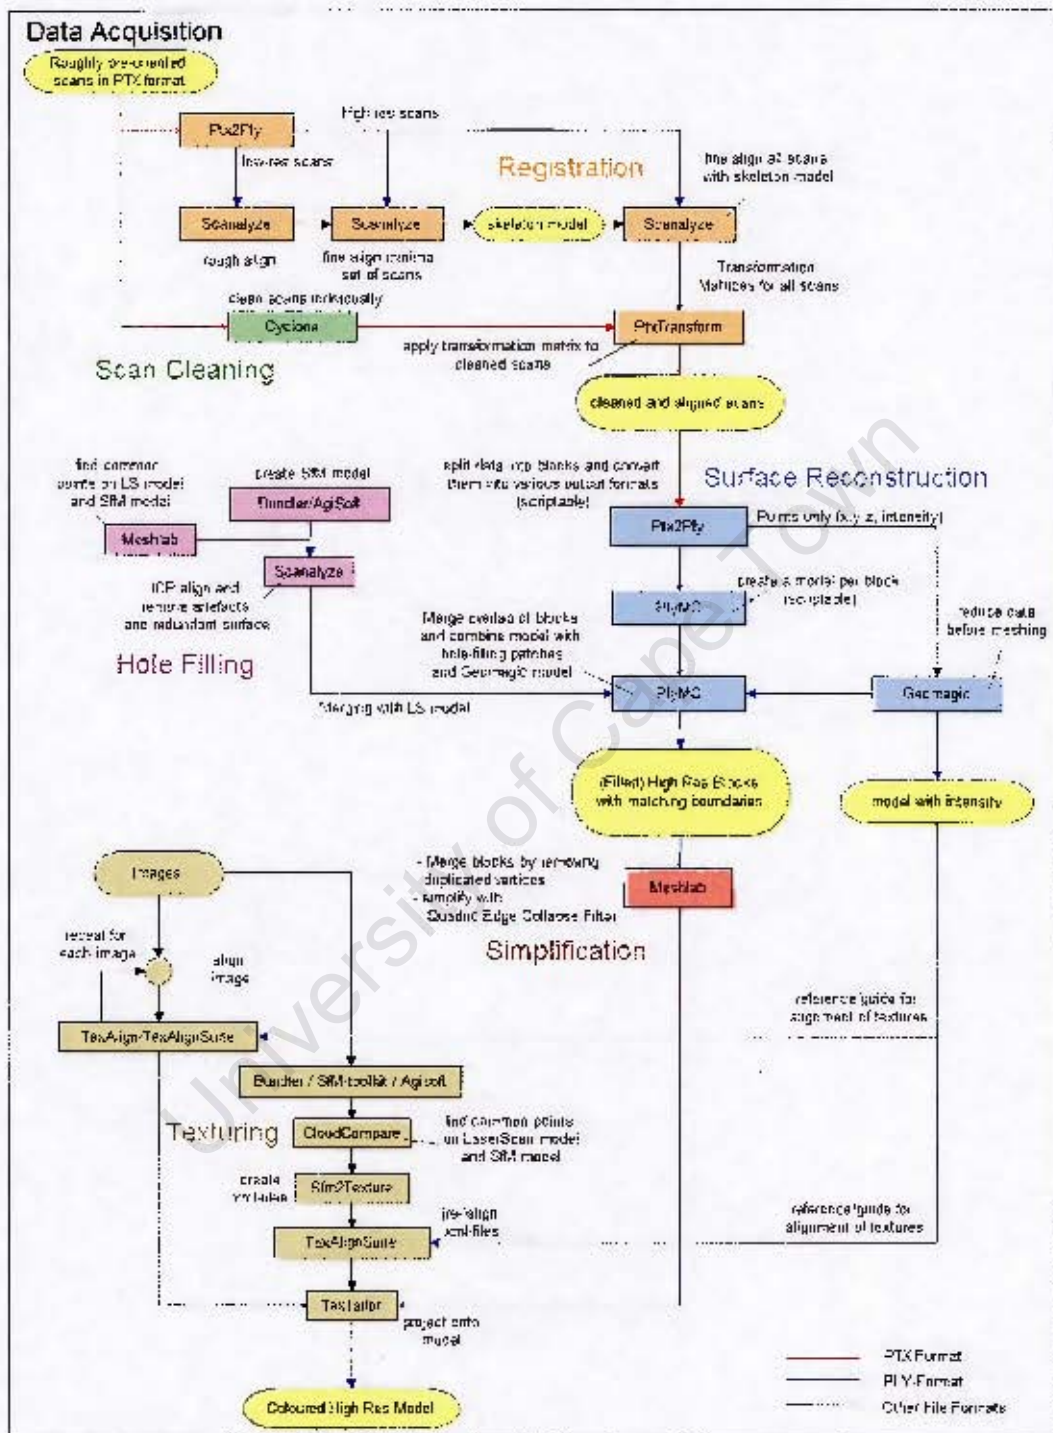 Data Acquisition
Roughly pre-oriented
scans in PTX format
high res scans
Ptx2Ply
low-res scans
Registration
fine align all scans
with skeleton model
Scanalyze
Scanalyze
skeleton model
Scanalyze
rough align
fine align minimal
set of scans
Transformation
Matrices for all scans
clean scans individually
Cyclone
PtxTransform
apply transformation matrix to
cleaned scans
Scan Cleaning
cleaned and aligned scans
find common
points on LS model
and SfM model
create SfM model
split data into blocks and convert
them into various output formats
(scriptable)
Surface Reconstruction
Bundler/AgiSoft
Points only (x,y,z, intensity)
Ptx2Ply
Meshlab
Scanalyze
ICP align and
remove artefacts
and redundant surface
create a model per block
(scriptable)
PlyMC
reduce data
before meshing
Merge overlap of blocks
and combine model with
hole-filling patches
and Geomagic model
Hole Filling
PlyMC
Geomagic
Merging with LS model
(Filled) High Res Blocks
with matching boundaries
model with intensity
Images
- Merge blocks by removing
duplicated vertices
- simplify with
Quadric Edge Collapse Filter
Meshlab
repeat for
each image
align
image
Simplification
reference guide for
alignment of textures
TexAlign-TexAlignSuite
Bundler / SfM-toolkit / Agisoft
Texturing
CloudCompare
find common points
on LaserScan model
and SfM model
create
xml-files
Sfm2Texture
pre-align
xml-files
reference guide for
alignment of textures
TexAlignSuite
TexTailor
project onto
model
PTX Format
PLY-Format
Other File Formats
Coloured High Res Model
University of Cape Town